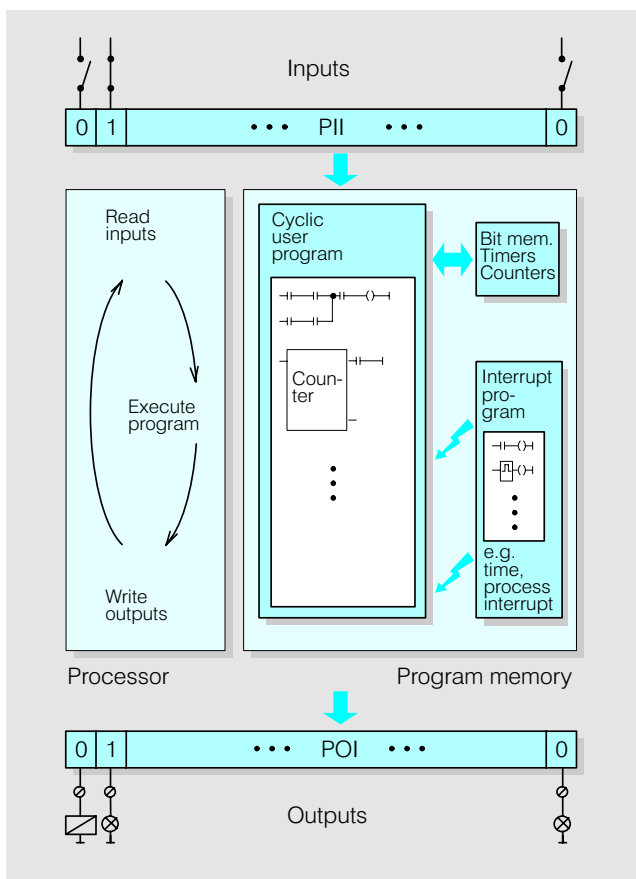 Inputs
0 1 ••• PII ••• 0
Read
inputs
Execute
program
Write
outputs
Processor
Cyclic
user
program
Coun-
ter
Bit mem.
Timers
Counters
Interrupt
pro-
gram
e.g.
time,
process
interrupt
Program memory
0 1 ••• POI ••• 0
Outputs